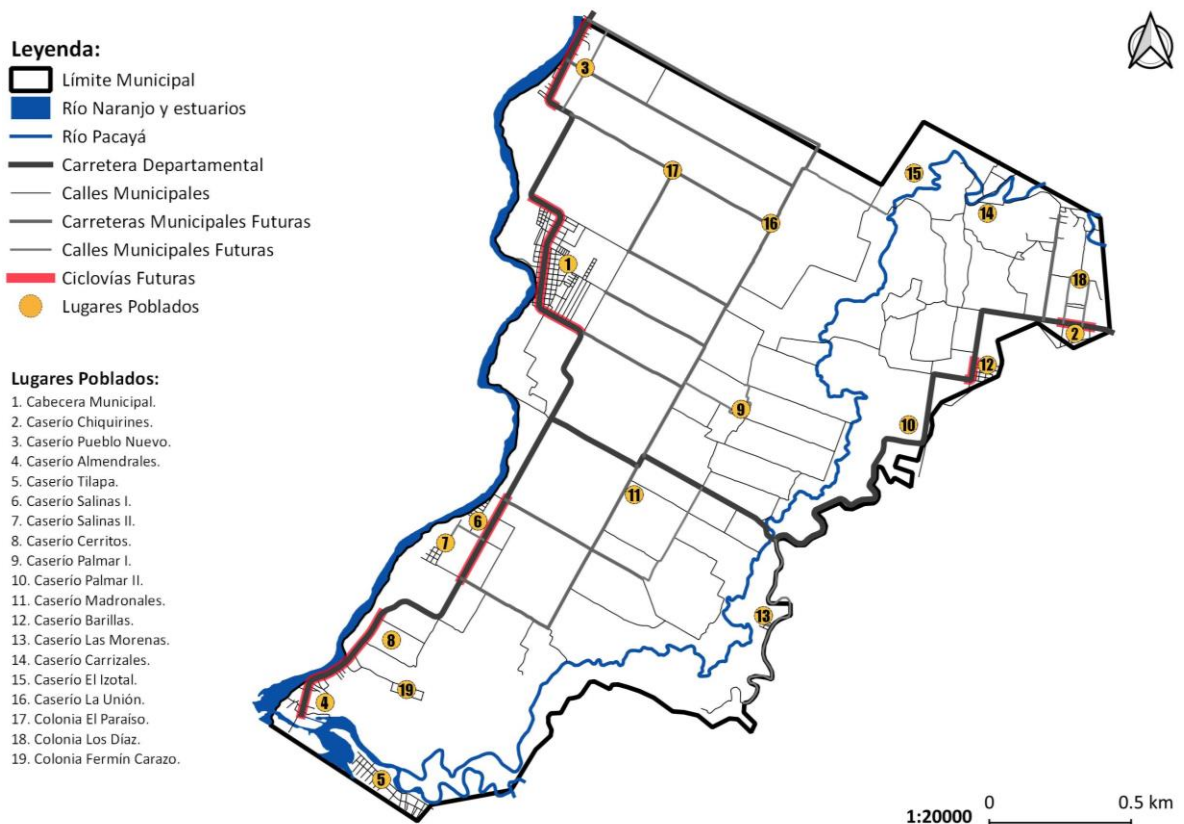 Leyenda:
Límite Municipal
Río Naranjo y estuarios
Río Pacayá
Carretera Departamental
Calles Municipales
Carreteras Municipales Futuras
Calles Municipales Futuras
Ciclovías Futuras
Lugares Poblados
Lugares Poblados:
1. Cabecera Municipal.
2. Caserío Chiquirines.
3. Caserío Pueblo Nuevo.
4. Caserío Almendrales.
5. Caserío Tilapa.
6. Caserío Salinas I.
7. Caserío Salinas II.
8. Caserío Cerritos.
9. Caserío Palmar I.
10. Caserío Palmar II.
11. Caserío Madronales.
12. Caserío Barillas.
13. Caserío Las Morenas.
14. Caserío Carrizales.
15. Caserío El Izotal.
16. Caserío La Unión.
17. Colonia El Paraíso.
18. Colonia Los Díaz.
19. Colonia Fermín Carazo.
3
17
15
16
14
1
18
2
12
9
10
11
6
7
13
8
19
4
5
1:20000
0 0.5 km